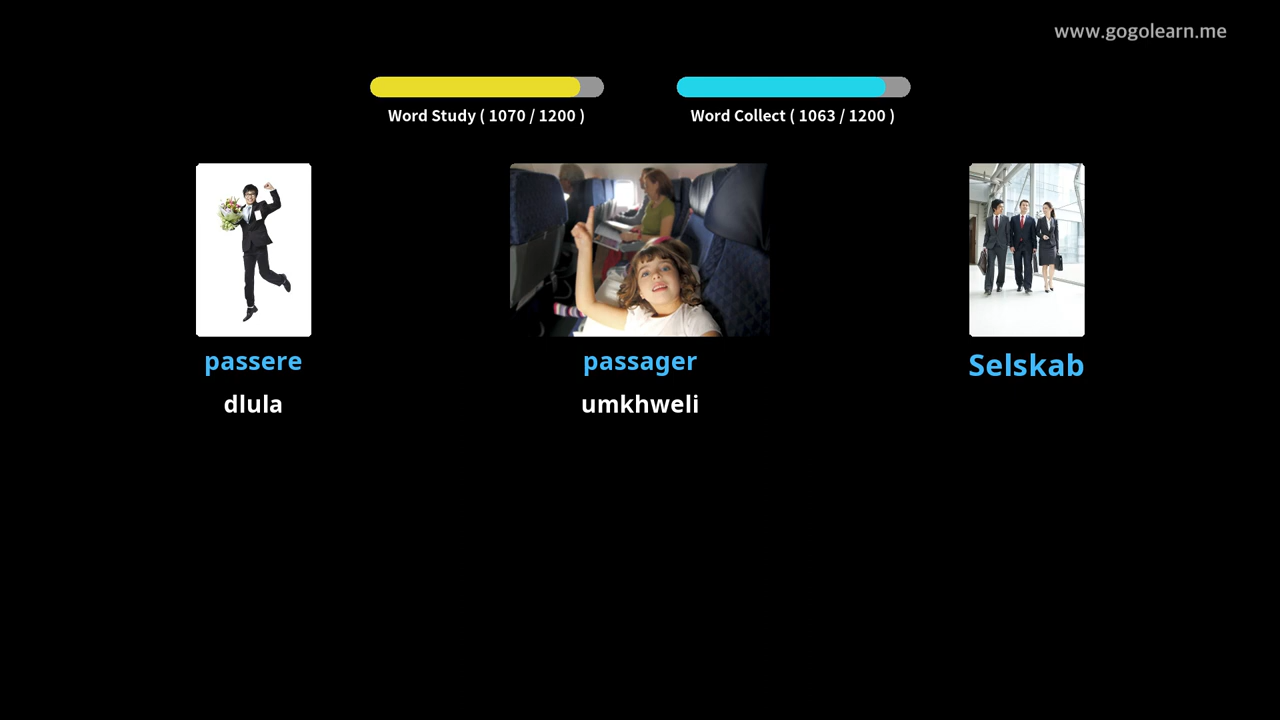 www.gogolearn.me
Word Study ( 1070 / 1200 )
Word Collect ( 1063 / 1200 )
passere
passager
Selskab
dlula
umkhweli